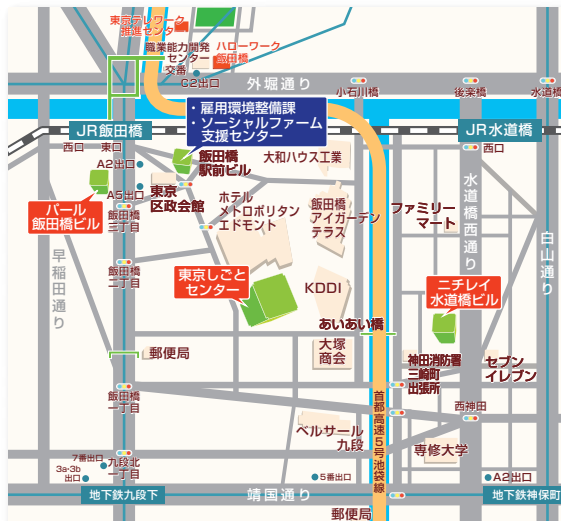 東京テレワーク
推進センター
職業能力開発
センター
ハローワーク
飯田橋
交番
C2出口
外堀通り
小石川橋
後楽橋
水道橋
・雇用環境整備課
・ソーシャルファーム
支援センター
JR飯田橋
JR水道橋
西口
東口
A2出口
飯田橋
駅前ビル
大和ハウス工業
西口
A5出口
東京
区政会館
パール
飯田橋ビル
飯田橋
三丁目
ホテル
メトロポリタン
エドモント
飯田橋
アイガーデン
テラス
ファミリー
マート
水道橋西通り
白山通り
早稲田通り
飯田橋
二丁目
東京しごと
センター
KDDI
ニチレイ
水道橋ビル
あいあい橋
郵便局
大塚
商会
神田消防署
三崎町
出張所
セブン
イレブン
飯田橋
一丁目
首都高速5号池袋線
西神田
ベルサール
九段
専修大学
7番出口
3a・3b
出口
九段北
一丁目
5番出口
A2出口
地下鉄九段下
靖国通り
地下鉄神保町
郵便局